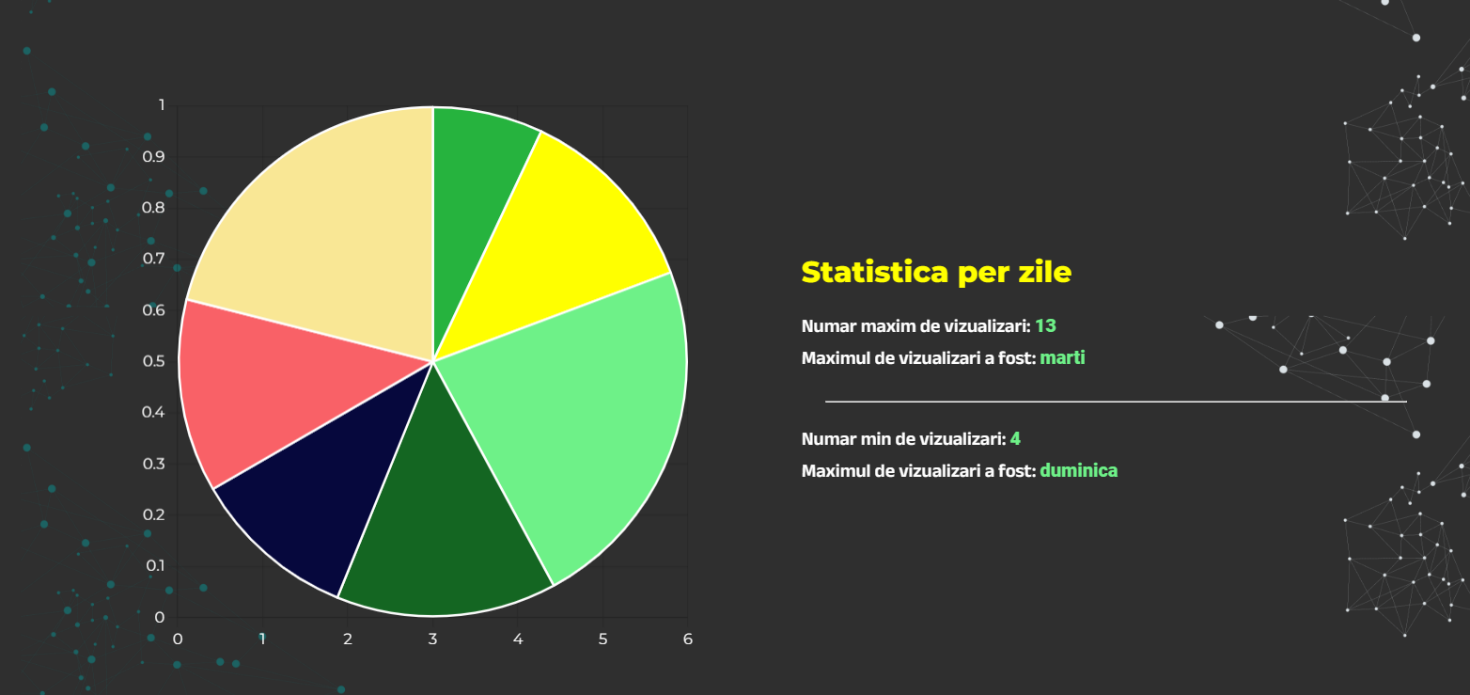 1
0.9
0.8
0.7
0.6
0.5
0.4
0.3
0.2
0.1
0
0 1 2 3 4 5 6
Statistica per zile
Numar maxim de vizualizari: 13
Maximul de vizualizari a fost: marti
Numar min de vizualizari: 4
Maximul de vizualizari a fost: duminica